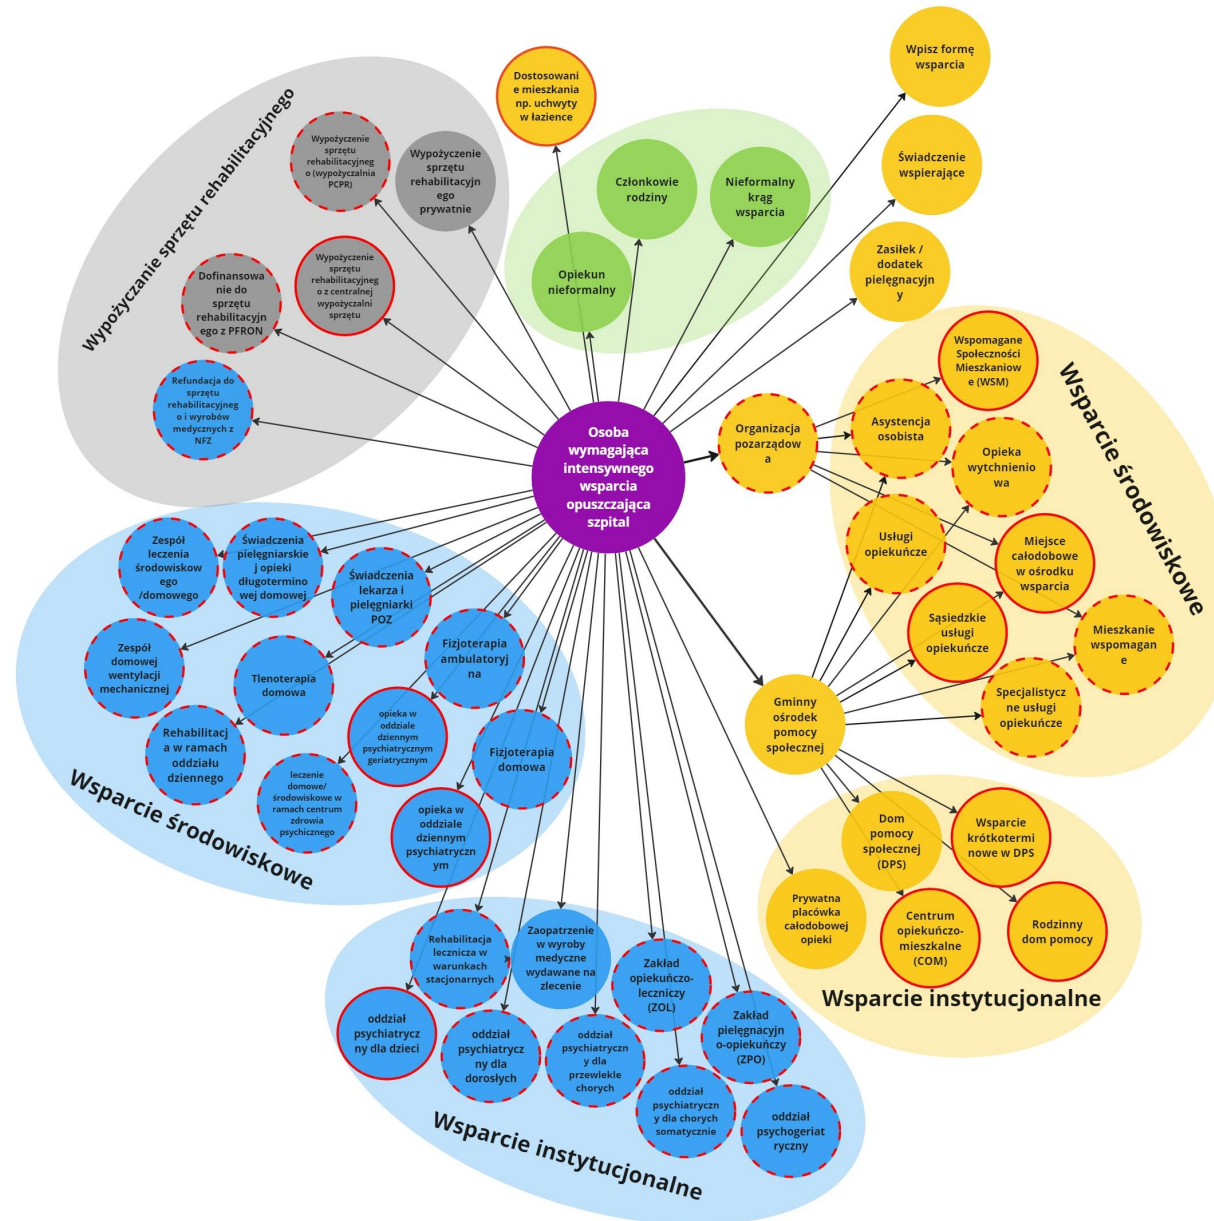 Wpisz formę
wsparcia
Dostosowani
e mieszkania
np. uchwyty
w łazience
Świadczenie
wspierające
Zasiłek /
dodatek
pielęgnacyjn
y
Wypożyczanie sprzętu rehabilitacyjnego
Wypożyczenie
sprzętu
rehabilitacyjneg
o (wypożyczalnia
PCPR)
Wypożyczenie
sprzętu
rehabilitacyjn
ego
prywatnie
Dofinansowa
nie do
sprzętu
rehabilitacyjn
ego z PFRON
Wypożyczenie
sprzętu
rehabilitacyjneg
o z centralnej
wypożyczalni
sprzętu
Refundacja do
sprzętu
rehabilitacyjneg
o i wyrobów
medycznych z
NFZ
Członkowie
rodziny
Nieformalny
krąg
wsparcia
Opiekun
nieformalny
Osoba
wymagająca
intensywnego
wsparcia
opuszczająca
szpital
Organizacja
pozarządow
a
Wsparcie środowiskowe
Wspomagane
Społeczności
Mieszkaniow
e (WSM)
Asystencja
osobista
Opieka
wytchnienio
wa
Usługi
opiekuńcze
Miejsce
całodobowe
w ośrodku
wsparcia
Sąsiedzkie
usługi
opiekuńcze
Mieszkanie
wspomagan
e
Specjalistycz
ne usługi
opiekuńcze
Gminny
ośrodek
pomocy
społecznej
Zespół
leczenia
środowiskow
ego
/domowego
Świadczenia
pielęgniarskie
j opieki
długotermino
wej domowej
Świadczenia
lekarza i
pielęgniarki
POZ
Fizjoterapia
ambulatoryj
na
Zespół
domowej
wentylacji
mechanicznej
Tlenoterapia
domowa
Rehabilitacj
a w ramach
oddziału
dziennego
opieka w
oddziale
dziennym
psychiatrycznym
geriatrycznym
Fizjoterapia
domowa
leczenie
domowe/
środowiskowe w
ramach centrum
zdrowia
psychicznego
opieka w
oddziale
dziennym
psychiatryczn
ym
Wsparcie środowiskowe
Dom
pomocy
społecznej
(DPS)
Wsparcie
krótkotermi
nowe w DPS
Prywatna
placówka
całodobowej
opieki
Centrum
opiekuńczo-
mieszkalne
(COM)
Rodzinny
dom pomocy
Wsparcie instytucjonalne
Rehabilitacja
lecznicza w
warunkach
stacjonarnych
Zaopatrzenie
w wyroby
medyczne
wydawane na
zlecenie
Zakład
opiekuńczo-
leczniczy
(ZOL)
Zakład
pielęgnacyjn
o-opiekuńczy
(ZPO)
oddział
psychiatrycz
ny dla dzieci
oddział
psychiatrycz
ny dla
dorosłych
oddział
psychiatryczn
y dla
przewlekle
chorych
oddział
psychiatryczn
y dla chorych
somatycznie
oddział
psychogeriat
ryczny
Wsparcie instytucjonalne